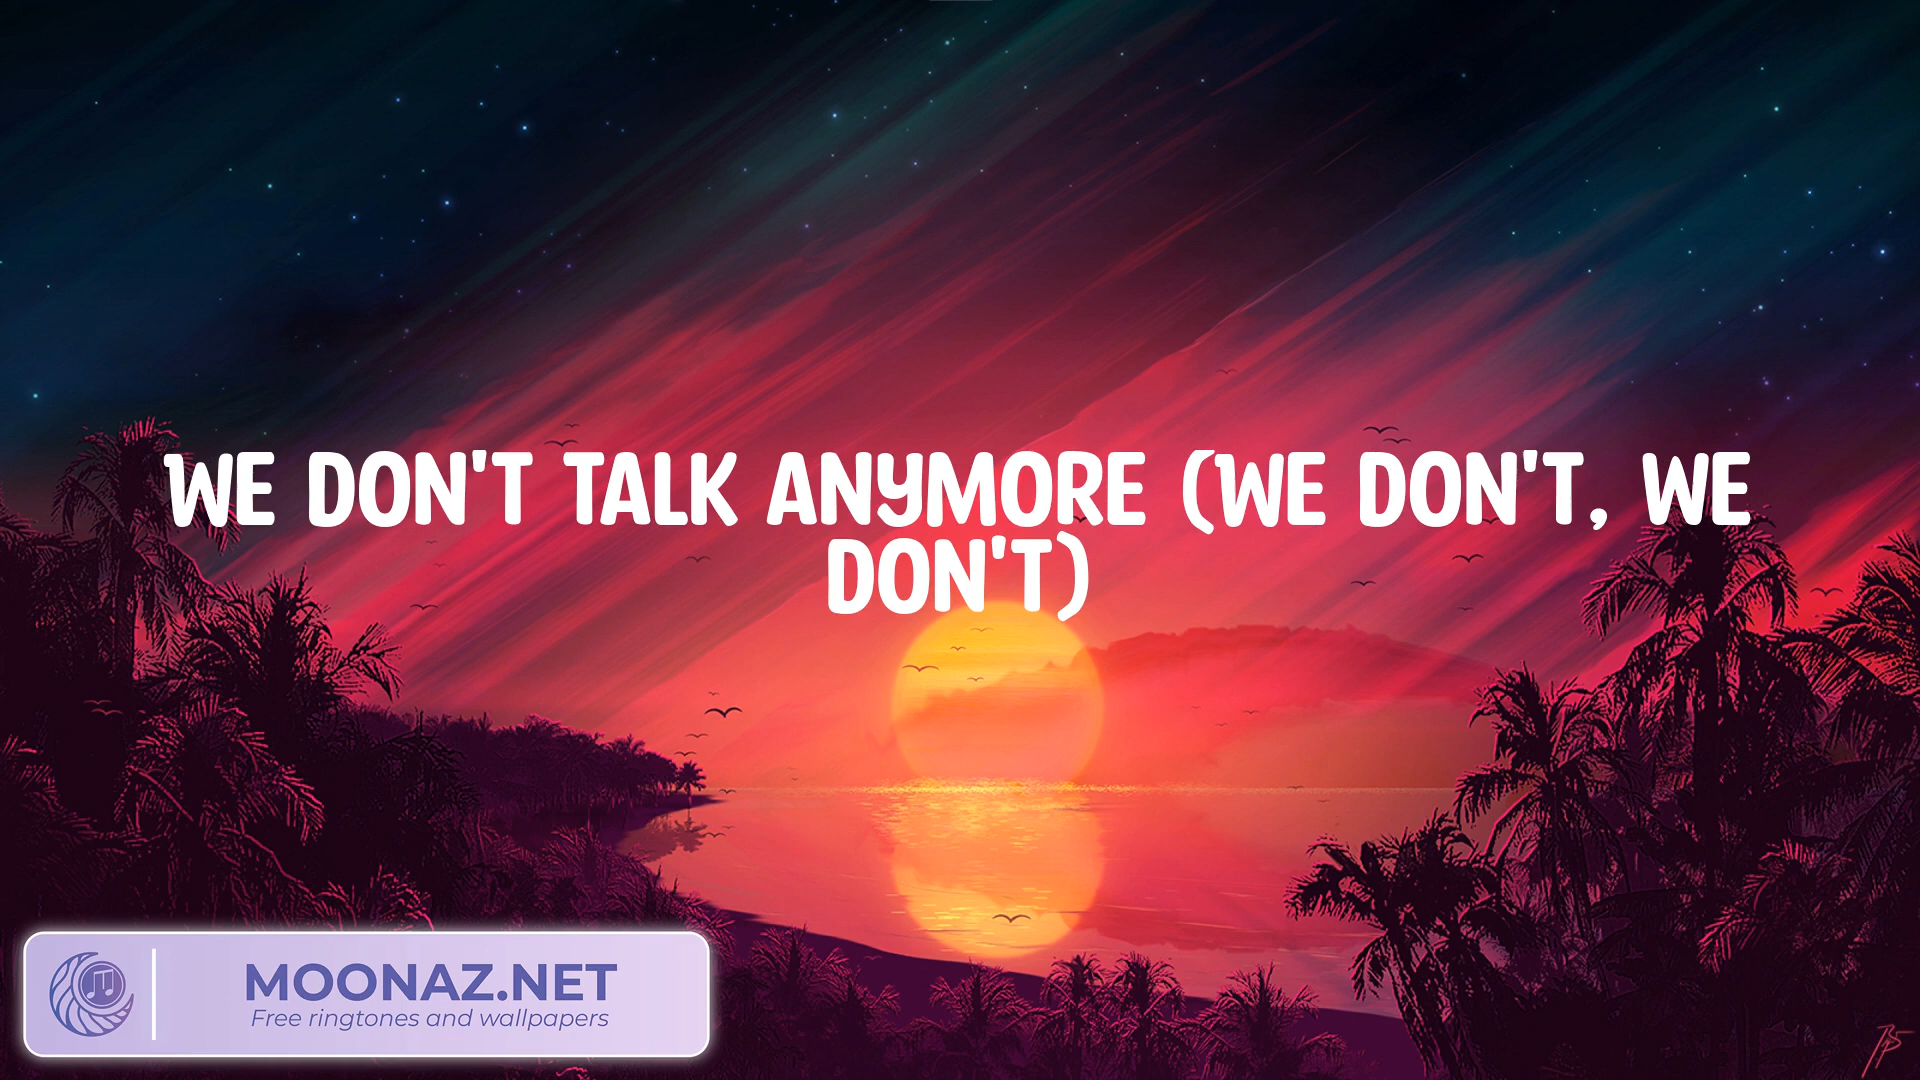 WE DON'T TALK ANYMORE (WE DON'T, WE
DON'T)
MOONAZ.NET
Free ringtones and wallpapers